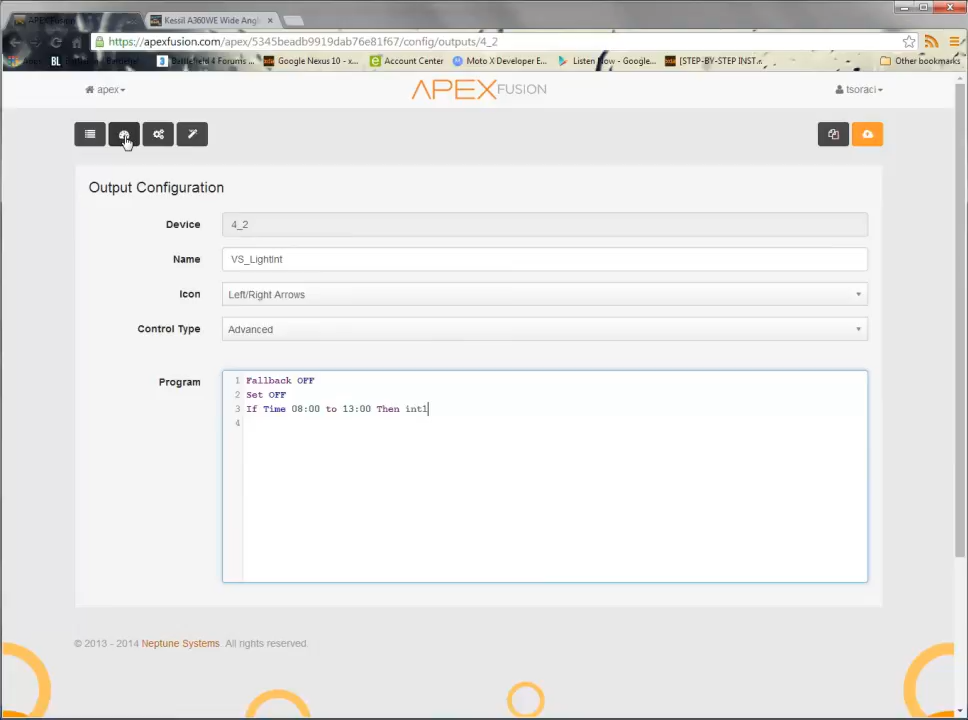 Kessil A360WE Wide Angl
https://apexfusion.com/apex/5345beadb9919dab76e81f67/config/outputs/4_2
BL
3
Battlefield 4 Forums ...
Google Nexus 10 - x...
Account Center
Moto X Developer E...
Listen Now - Google...
[STEP-BY-STEP INST...
Other bookmarks
apex
APEXFUSION
tsoraci
Output Configuration
Device 4_2
Name VS_LightInt
Icon Left/Right Arrows
Control Type Advanced
Program
1 Fallback OFF
2 Set OFF
3 If Time 08:00 to 13:00 Then int1
4
© 2013 - 2014 Neptune Systems. All rights reserved.